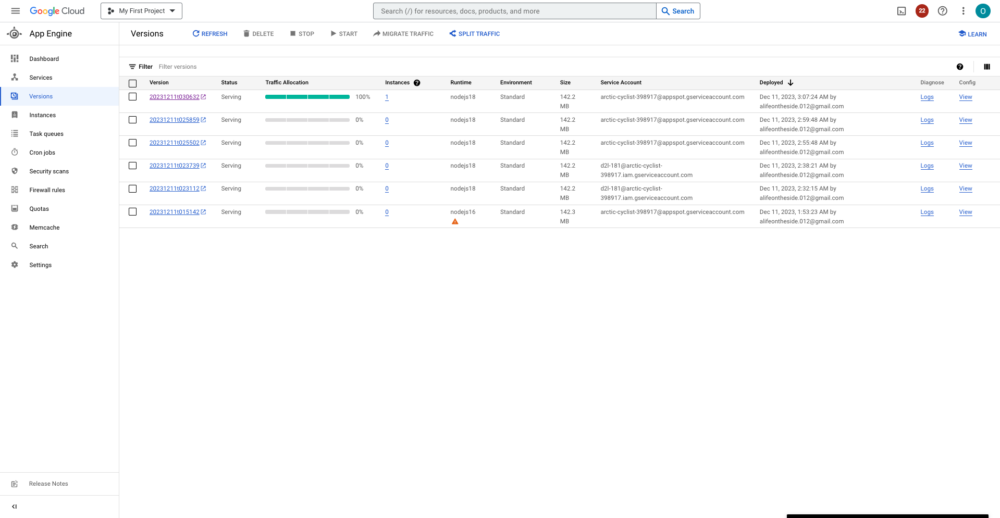 Google Cloud
My First Project
Search (/) for resources, docs, products, and more
Search
22
O
App Engine
Versions
REFRESH
DELETE
STOP
START
MIGRATE TRAFFIC
SPLIT TRAFFIC
LEARN
Dashboard
Services
Versions
Instances
Task queues
Cron jobs
Security scans
Firewall rules
Quotas
Memcache
Search
Settings
Release Notes
Filter Filter versions
Version Status Traffic Allocation Instances Runtime Environment Size Service Account Deployed Diagnose Config
20231211t030632 Serving 100% 1 nodejs18 Standard 142.2 arctic-cyclist-398917@appspot.gserviceaccount.com Dec 11, 2023, 3:07:24 AM by Logs View
MB alifeontheside.012@gmail.com
20231211t025859 Serving 0% 0 nodejs18 Standard 142.2 arctic-cyclist-398917@appspot.gserviceaccount.com Dec 11, 2023, 2:59:48 AM by Logs View
MB alifeontheside.012@gmail.com
20231211t025502 Serving 0% 0 nodejs18 Standard 142.2 arctic-cyclist-398917@appspot.gserviceaccount.com Dec 11, 2023, 2:55:48 AM by Logs View
MB alifeontheside.012@gmail.com
20231211t023739 Serving 0% 0 nodejs18 Standard 142.2 d2l-181@arctic-cyclist- Dec 11, 2023, 2:38:21 AM by Logs View
MB 398917.iam.gserviceaccount.com alifeontheside.012@gmail.com
20231211t023112 Serving 0% 0 nodejs18 Standard 142.2 d2l-181@arctic-cyclist- Dec 11, 2023, 2:32:15 AM by Logs View
MB 398917.iam.gserviceaccount.com alifeontheside.012@gmail.com
20231211t015142 Serving 0% 0 nodejs16 Standard 142.3 arctic-cyclist-398917@appspot.gserviceaccount.com Dec 11, 2023, 1:53:23 AM by Logs View
MB alifeontheside.012@gmail.com